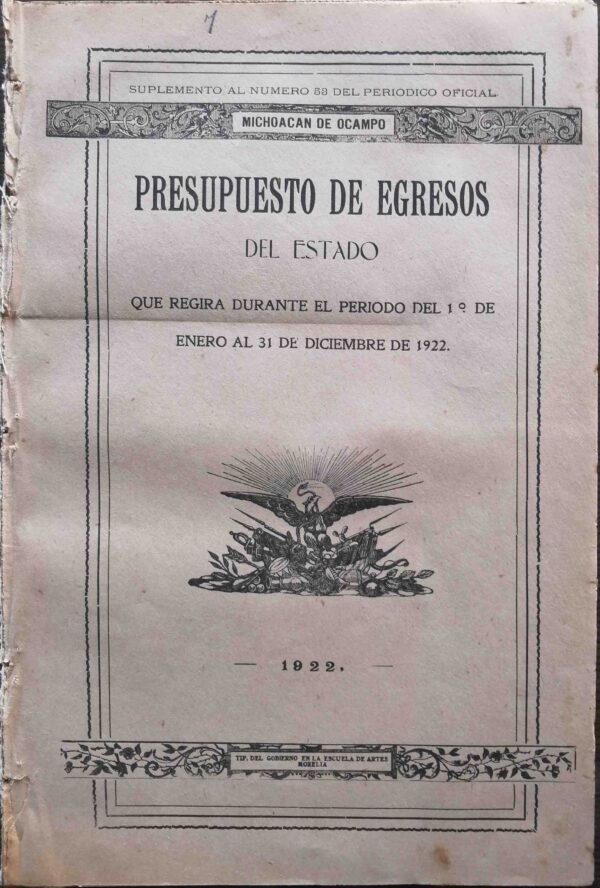 7
SUPLEMENTO AL NUMERO 53 DEL PERIODICO OFICIAL.
MICHOACAN DE OCAMPO
PRESUPUESTO DE EGRESOS
DEL ESTADO
QUE REGIRA DURANTE EL PERIODO DEL 1º DE
ENERO AL 31 DE DICIEMBRE DE 1922.
— 1922. —
TIP. DEL GOBIERNO EN LA ESCUELA DE ARTES
MORELIA